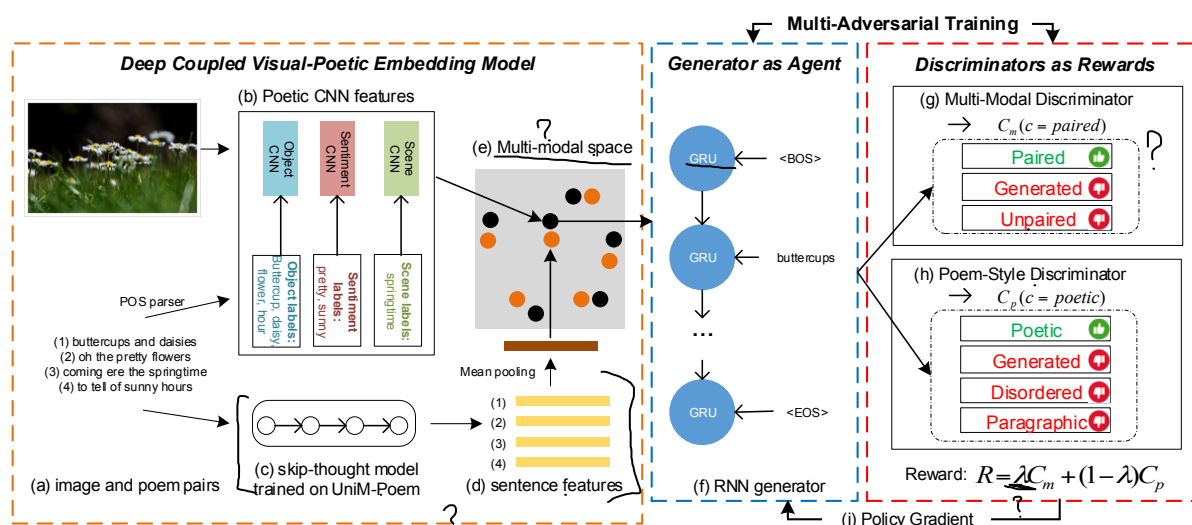 Multi-Adversarial Training
Deep Coupled Visual-Poetic Embedding Model
Generator as Agent
Discriminators as Rewards
(b) Poetic CNN features
Object
CNN
Sentiment
CNN
Scene
CNN
Object labels:
Buttercup, daisy,
flower, hour
Sentiment
labels:
pretty, sunny
Scene labels:
springtime
POS parser
(1) buttercups and daisies
(2) oh the pretty flowers
(3) coming ere the springtime
(4) to tell of sunny hours
(a) image and poem pairs
(c) skip-thought model
trained on UniM-Poem
?
(e) Multi-modal space
Mean pooling
(1)
(2)
(3)
(4)
(d) sentence features
?
GRU
<BOS>
GRU
buttercups
...
...
GRU
<EOS>
(f) RNN generator
(g) Multi-Modal Discriminator
C_m(c = paired)
Paired
Generated
Unpaired
?
(h) Poem-Style Discriminator
C_p(c = poetic)
Poetic
Generated
Disordered
Paragraphic
Reward: R = λC_m + (1 − λ)C_p
?
(i) Policy Gradient